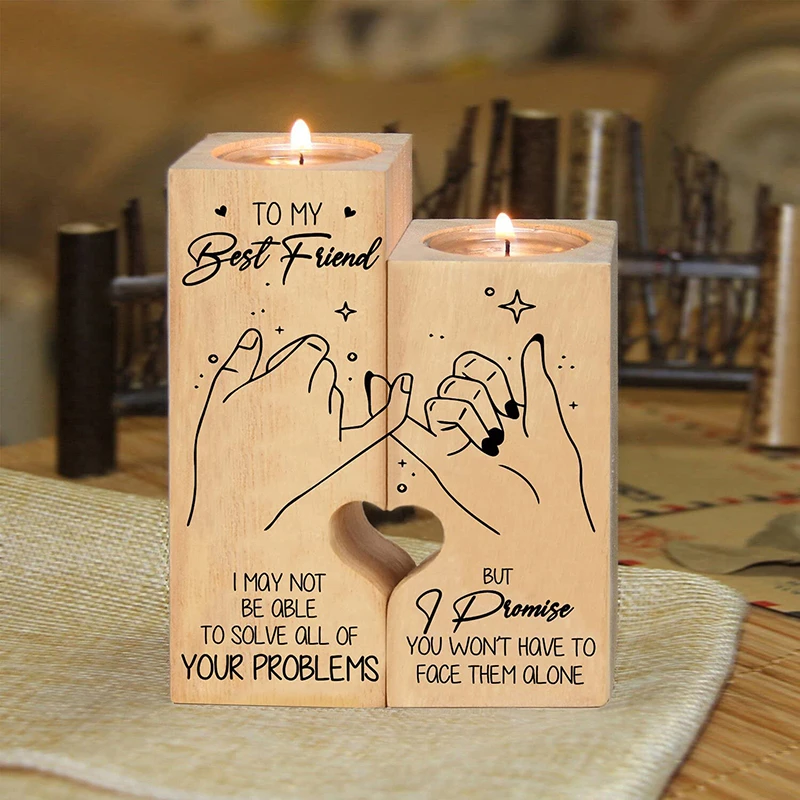 TO MY
Best Friend
I MAY NOT
BE ABLE
TO SOLVE ALL OF
YOUR PROBLEMS
BUT
I Promise
YOU WON'T HAVE TO
FACE THEM ALONE